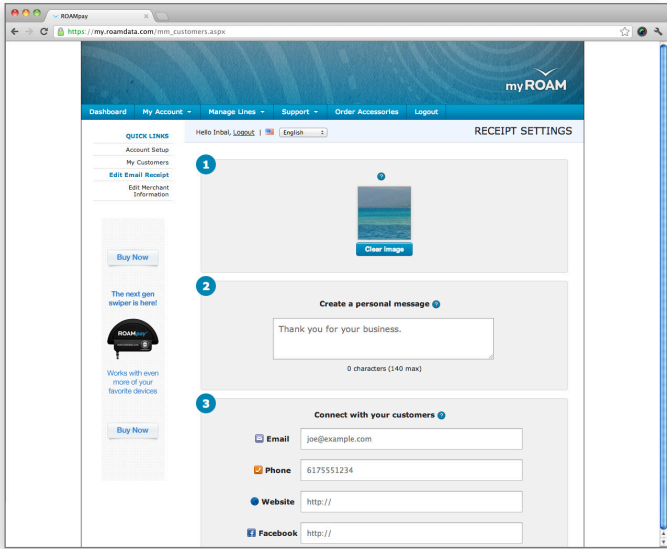 ROAMpay
https://my.roamdata.com/mm_customers.aspx
myROAM
Dashboard My Account Manage Lines Support Order Accessories Logout
QUICK LINKS
Account Setup
My Customers
Edit Email Receipt
Edit Merchant
Information
Hello Inbal, Logout | English
RECEIPT SETTINGS
1
?
Clear Image
Buy Now
The next gen
swiper is here!
ROAMpay
Works with even
more of your
favorite devices
Buy Now
2
Create a personal message ?
Thank you for your business.
0 characters (140 max)
3
Connect with your customers ?
Email joe@example.com
Phone 6175551234
Website http://
Facebook http://